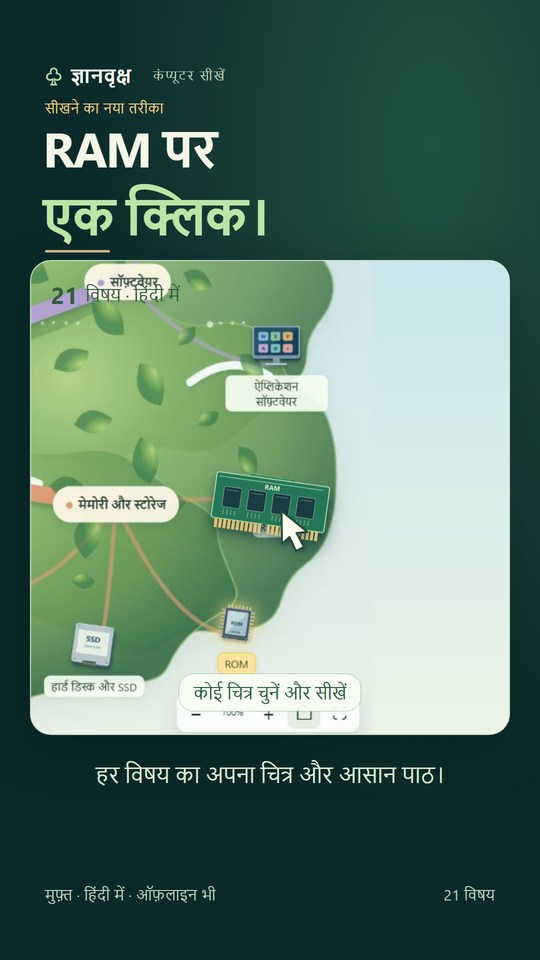 ज्ञानवृक्ष कंप्यूटर सीखें
सीखने का नया तरीका
RAM पर
एक क्लिक।
सॉफ़्टवेयर
21 विषय · हिंदी में
ऐप्लिकेशन
सॉफ़्टवेयर
RAM
मेमोरी और स्टोरेज
SSD
ROM
ROM
हार्ड डिस्क और SSD
कोई चित्र चुनें और सीखें
− 100% +
हर विषय का अपना चित्र और आसान पाठ।
मुफ़्त · हिंदी में · ऑफ़लाइन भी
21 विषय